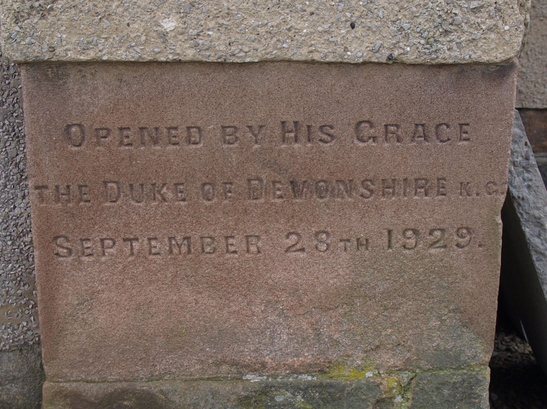 Opened by His Grace
the Duke of Devonshire K.G.
September 28th 1929.